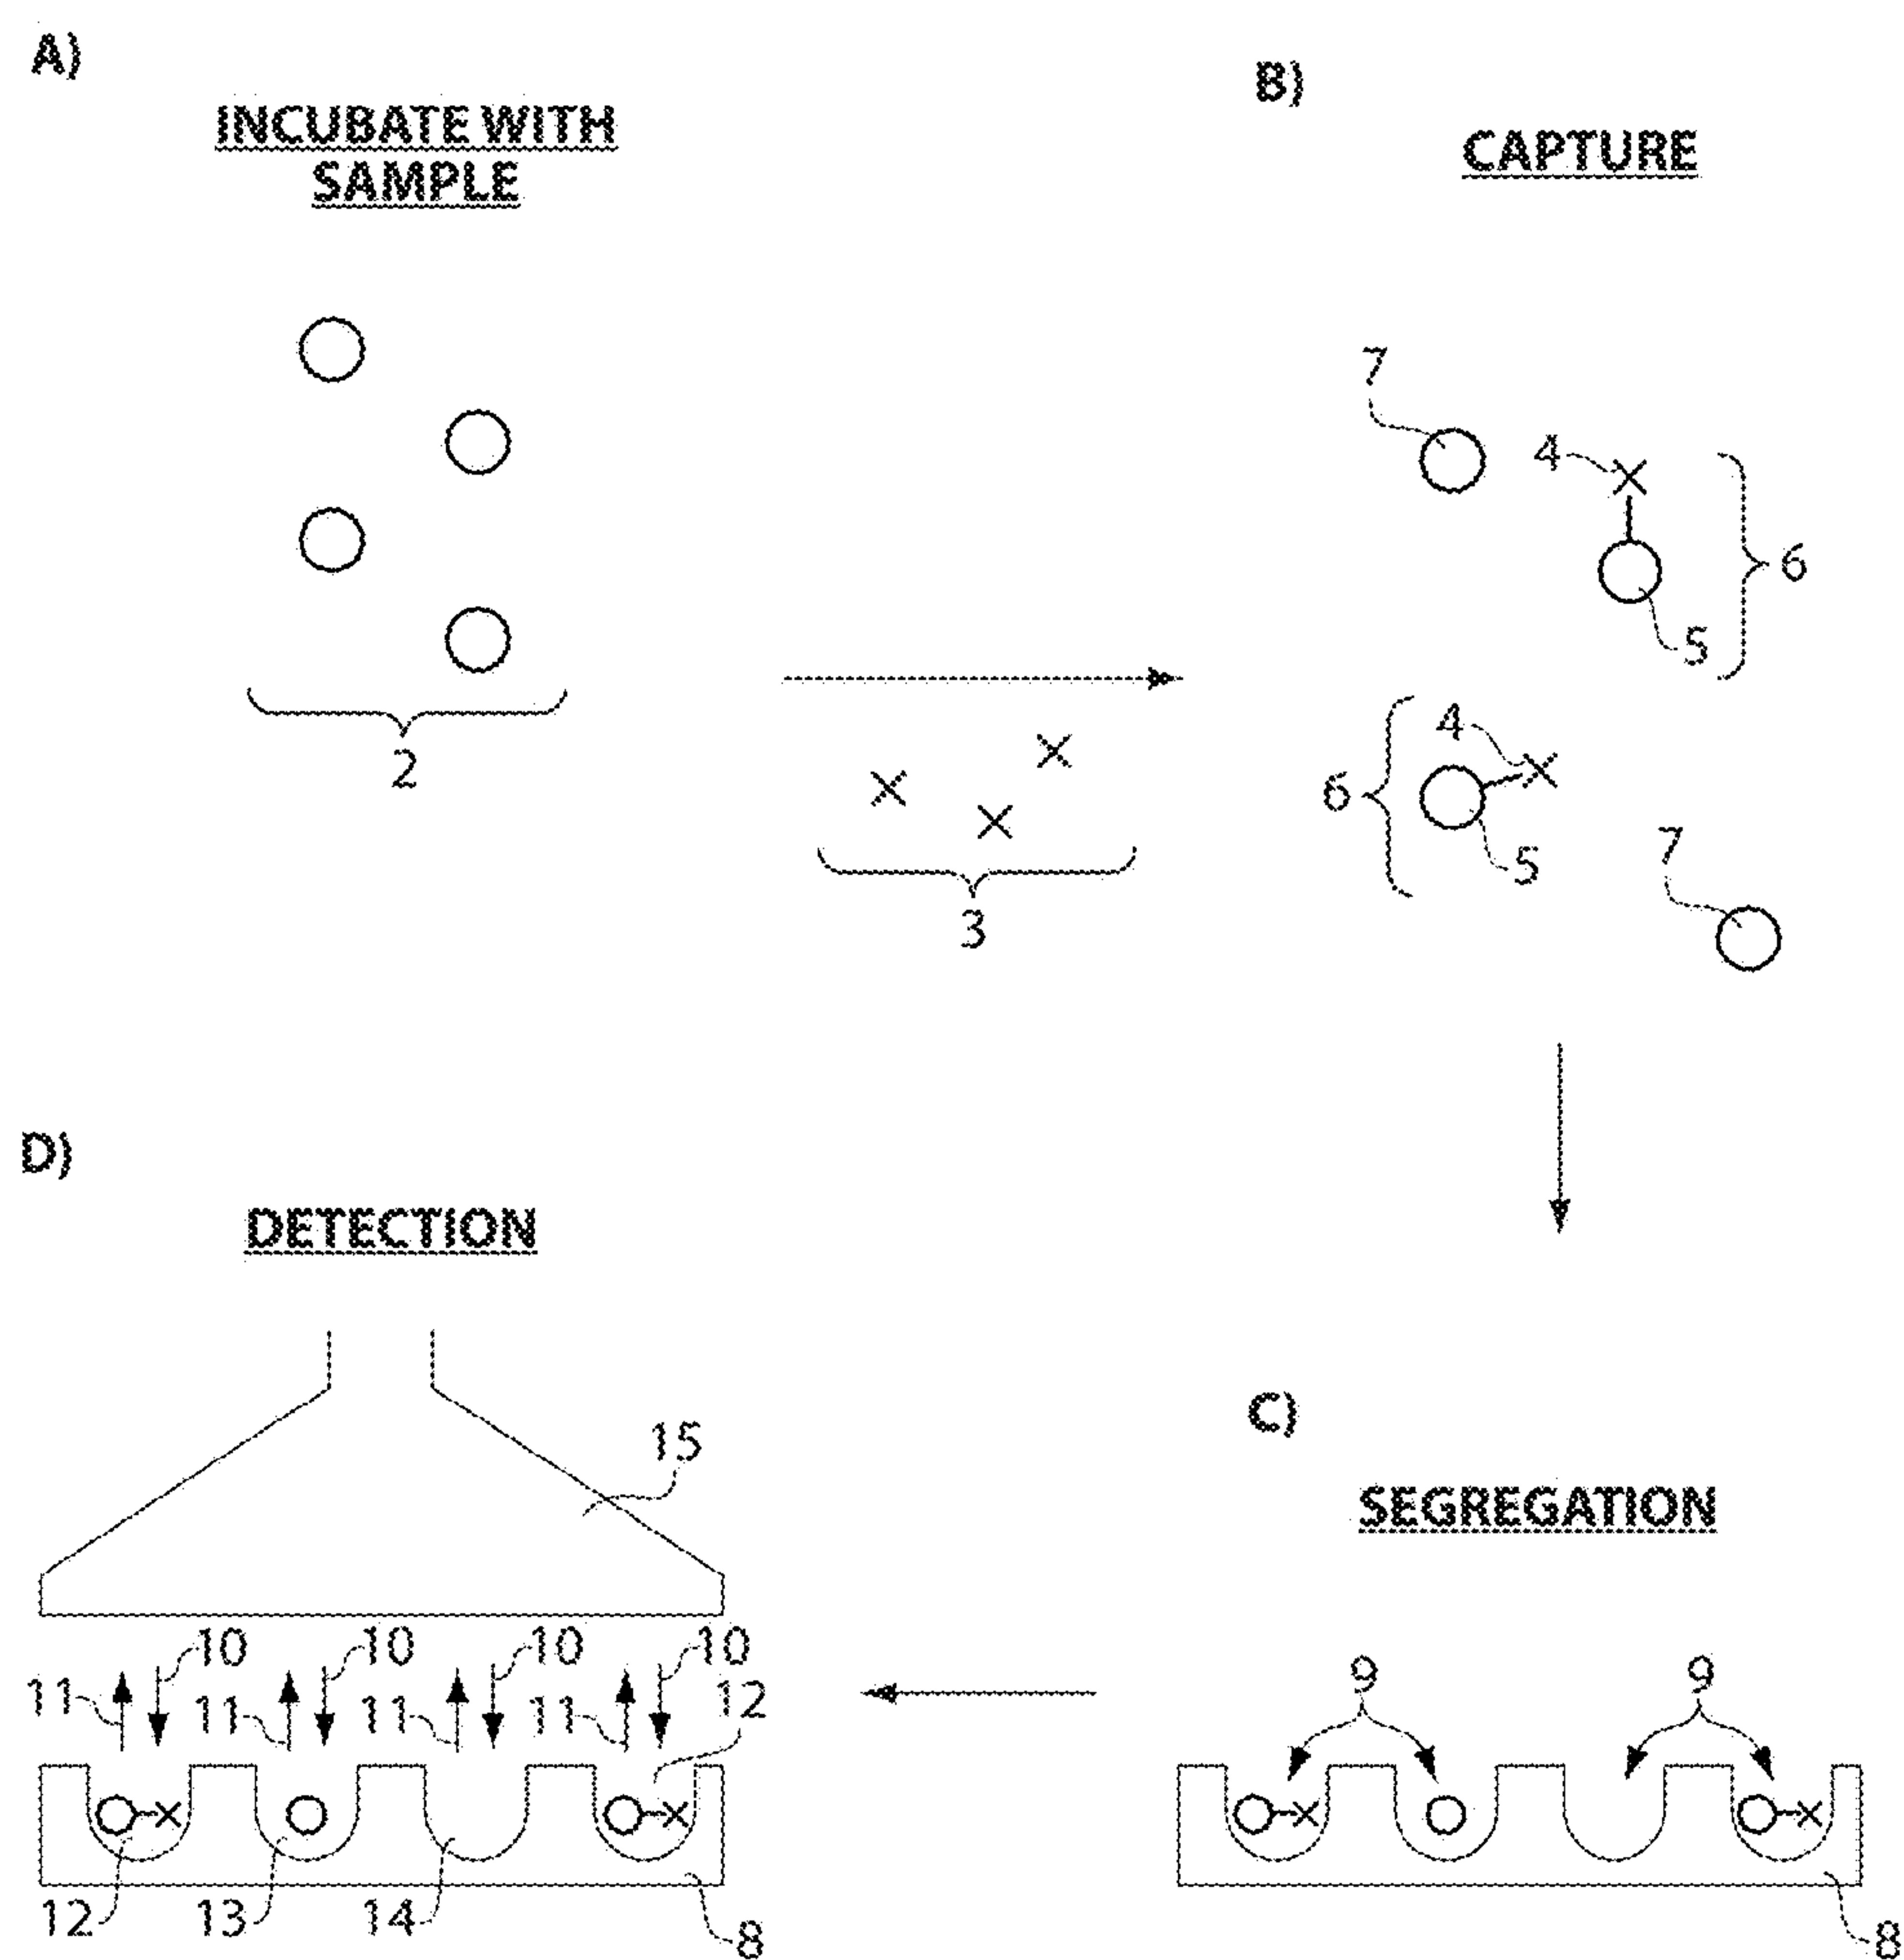 A)
INCUBATE WITH
SAMPLE
2
3
B)
CAPTURE
7
4
6
5
4
6
5
7
C)
SEGREGATION
9 9
8
D)
DETECTION
15
10 10 10 10
11 11 11 11 12
12 13 14 8